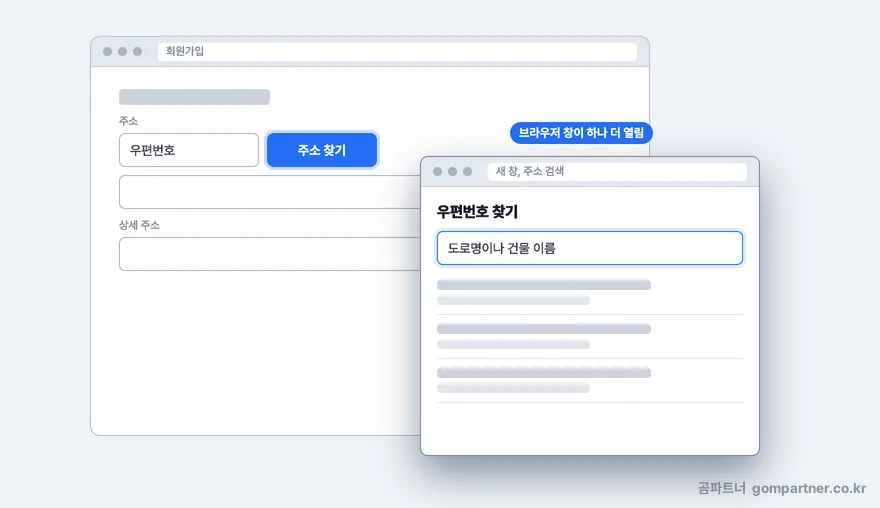 회원가입
주소
우편번호
주소 찾기
상세 주소
브라우저 창이 하나 더 열림
새 창, 주소 검색
우편번호 찾기
도로명이나 건물 이름
곰파트너 gompartner.co.kr